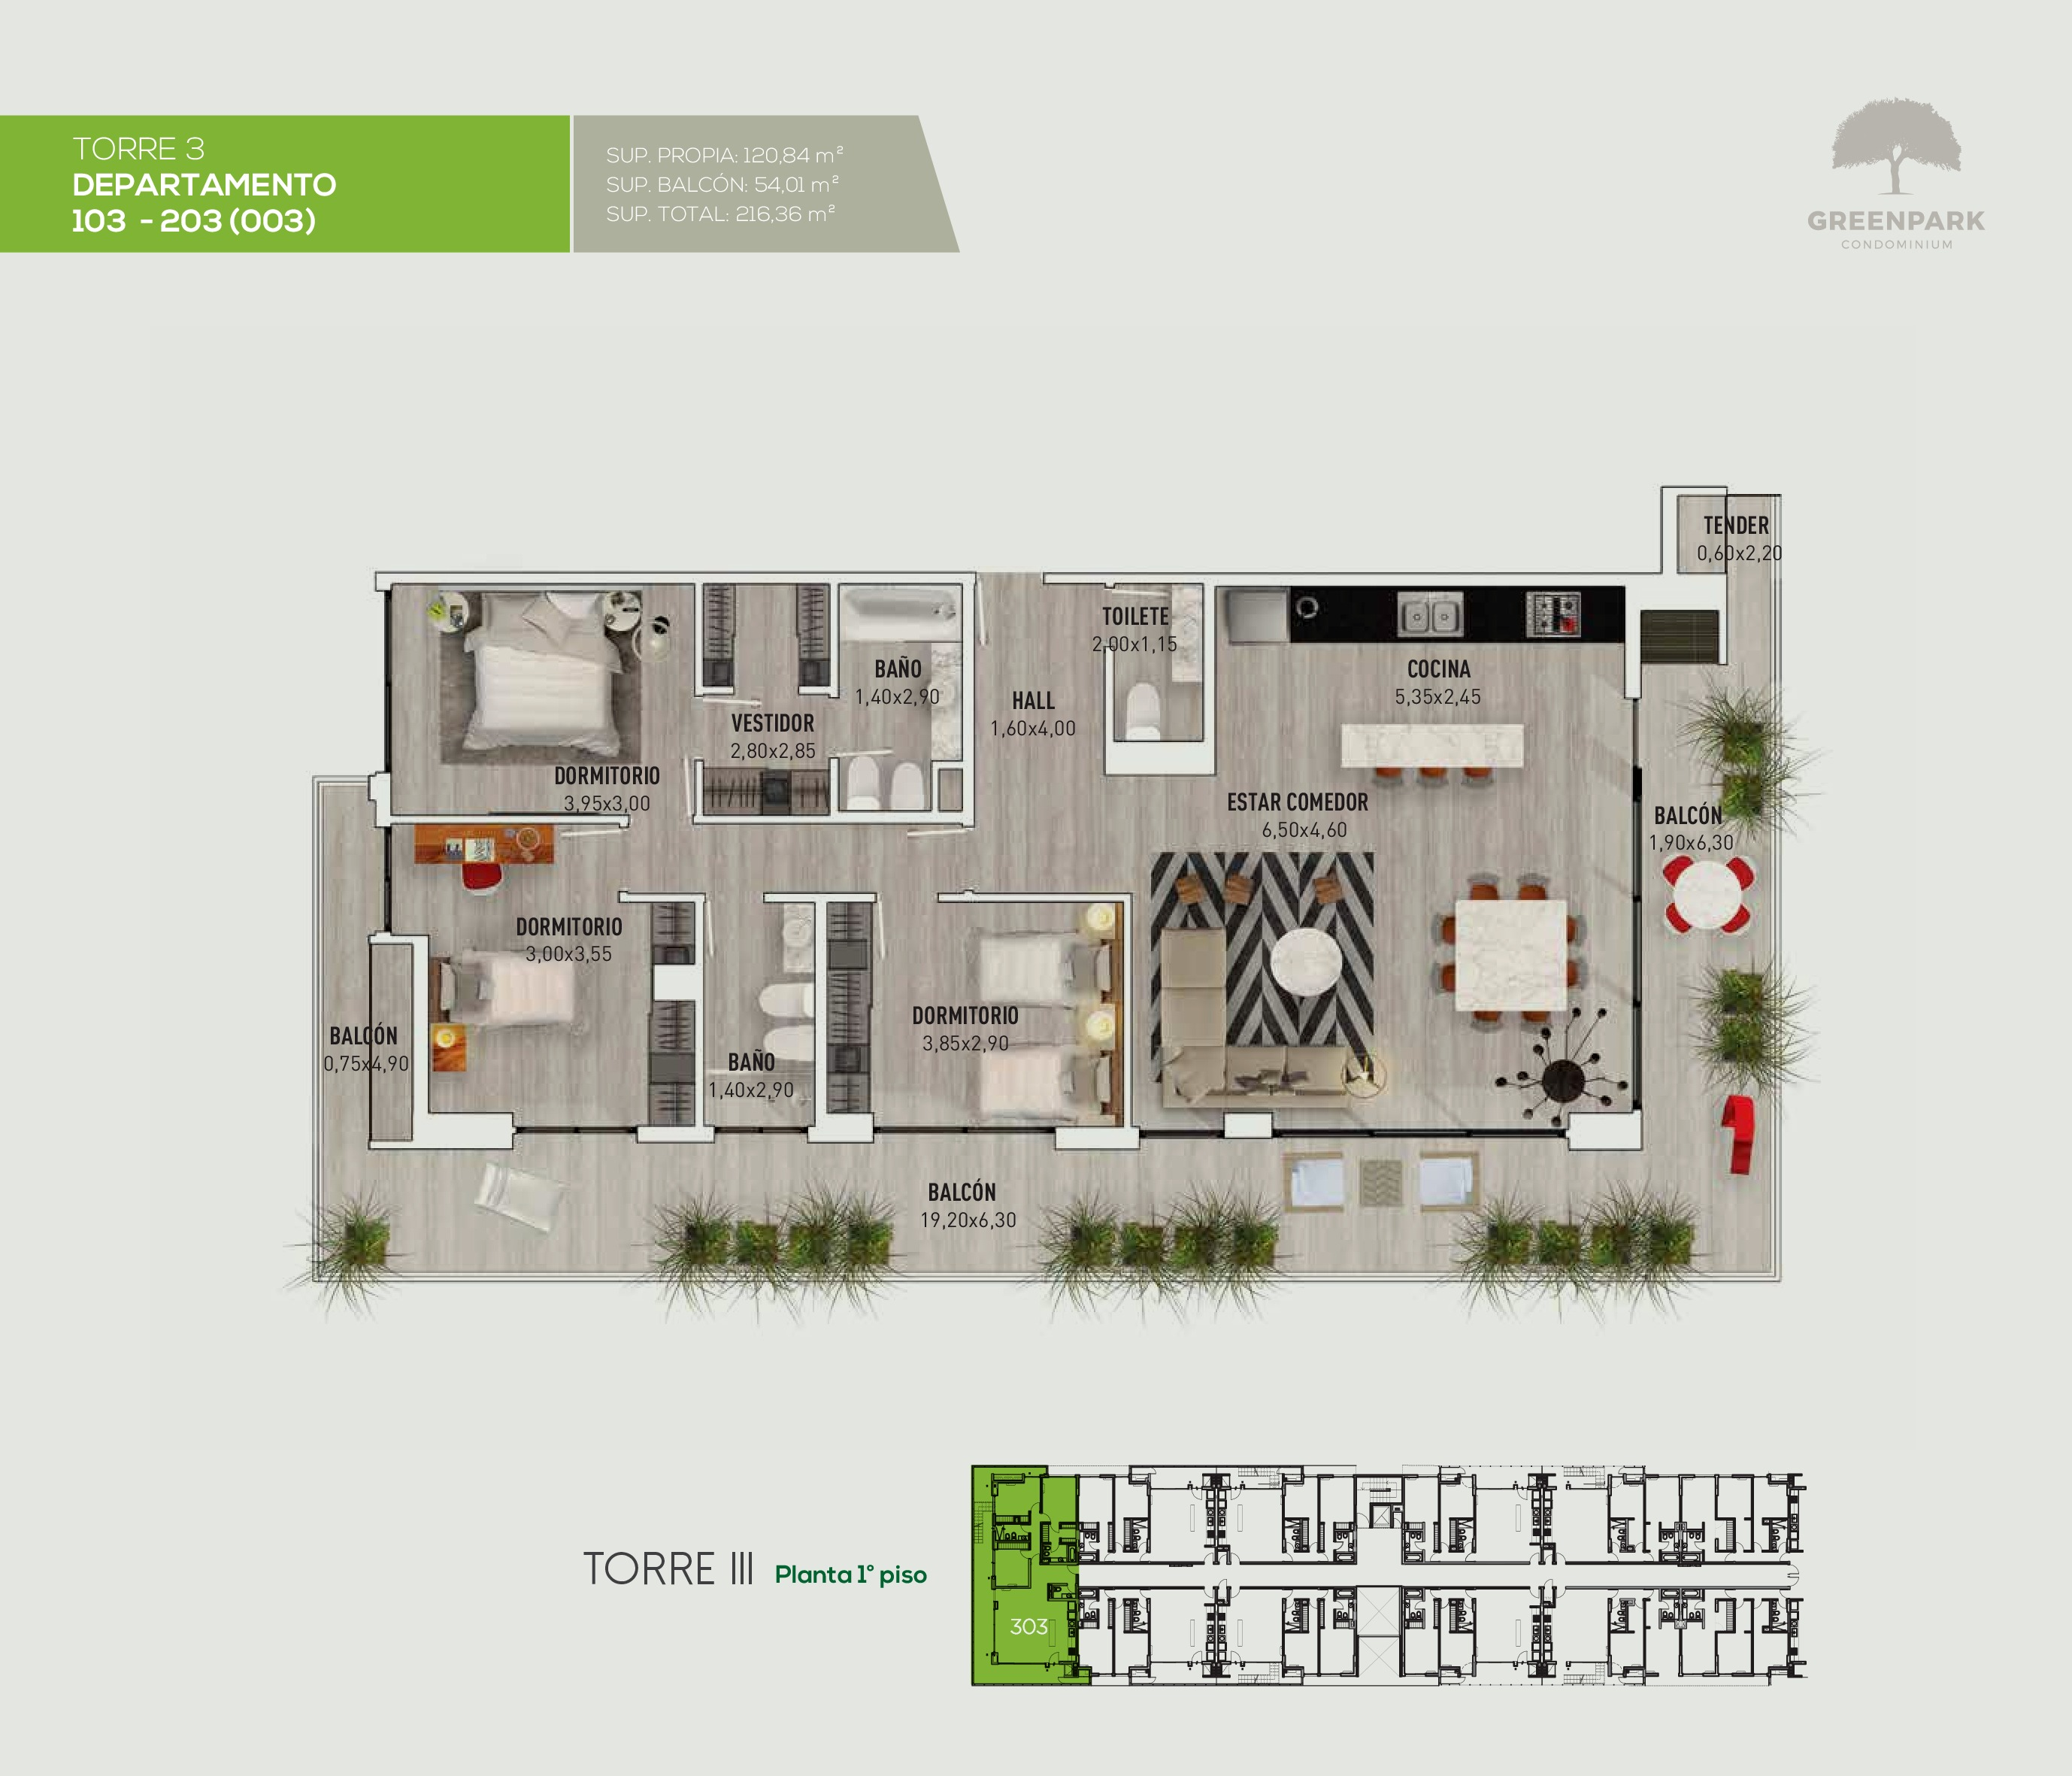 TORRE 3
DEPARTAMENTO
103 - 203 (003)
SUP. PROPIA: 120,84 m²
SUP. BALCÓN: 54,01 m²
SUP. TOTAL: 216,36 m²
GREENPARK
CONDOMINIUM
TENDER
0,60x2,20
TOILETE
2,00x1,15
BAÑO
1,40x2,90
COCINA
5,35x2,45
HALL
1,60x4,00
VESTIDOR
2,80x2,85
DORMITORIO
3,95x3,00
ESTAR COMEDOR
6,50x4,60
BALCÓN
1,90x6,30
DORMITORIO
3,00x3,55
DORMITORIO
3,85x2,90
BALCÓN
0,75x4,90
BAÑO
1,40x2,90
BALCÓN
19,20x6,30
TORRE III Planta 1° piso
303